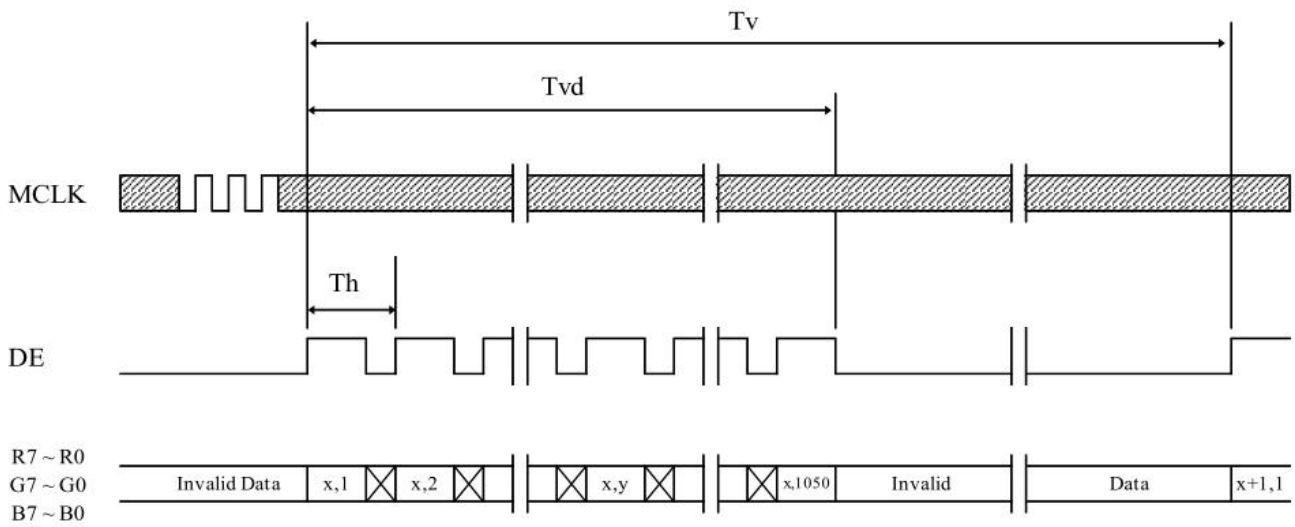 Tv
Tvd
MCLK
Th
DE
R7 ~ R0
G7 ~ G0
B7 ~ B0
Invalid Data x,1 x,2 x,y x,1050 Invalid Data x+1,1